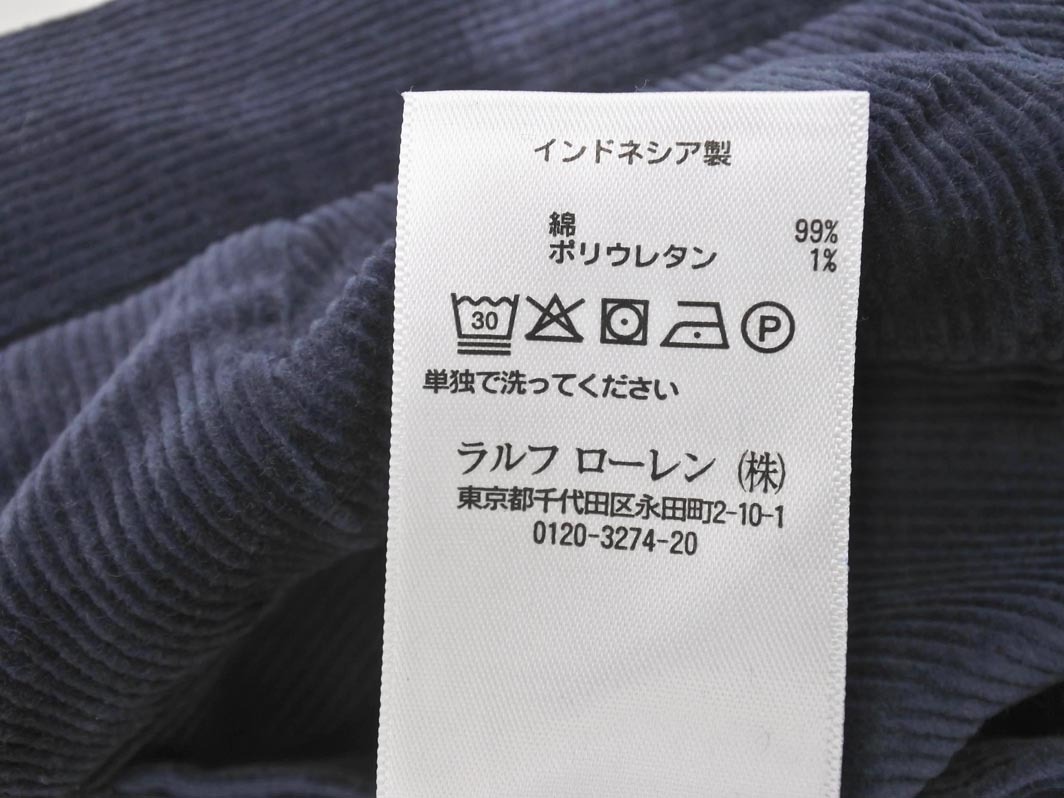 インドネシア製
綿 99%
ポリウレタン 1%
30 P
単独で洗ってください
ラルフ ローレン (株)
東京都千代田区永田町2-10-1
0120-3274-20